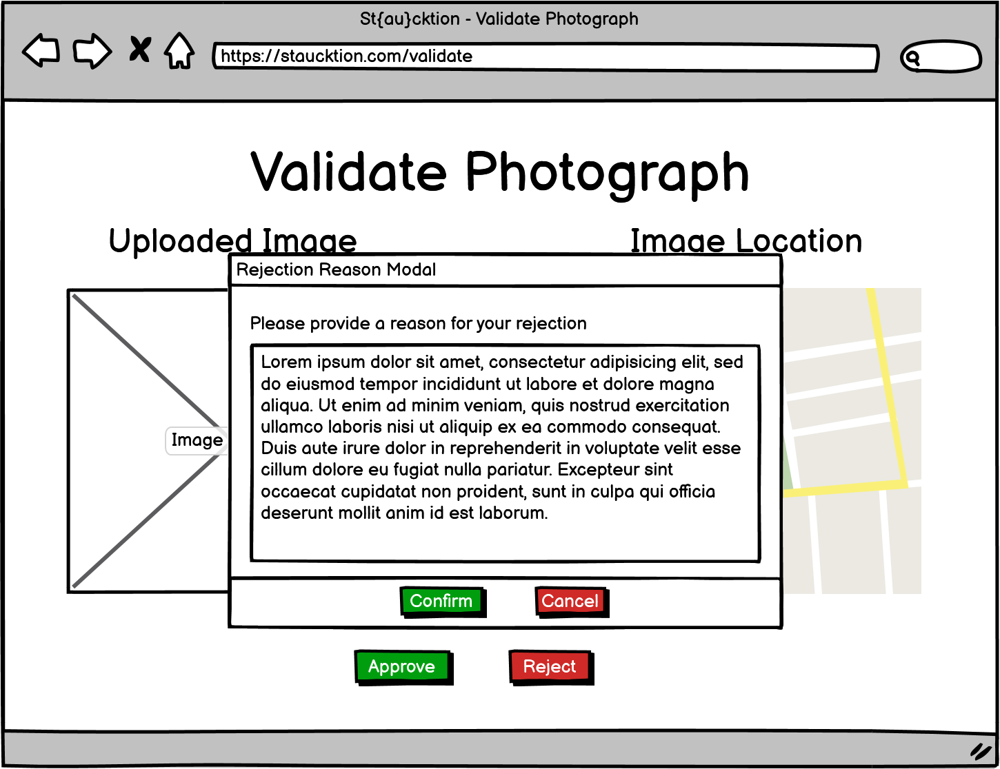 St{au}cktion - Validate Photograph
https://staucktion.com/validate
Validate Photograph
Uploaded Image
Image Location
Rejection Reason Modal
Please provide a reason for your rejection
Lorem ipsum dolor sit amet, consectetur adipisicing elit, sed
do eiusmod tempor incididunt ut labore et dolore magna
aliqua. Ut enim ad minim veniam, quis nostrud exercitation
ullamco laboris nisi ut aliquip ex ea commodo consequat.
Duis aute irure dolor in reprehenderit in voluptate velit esse
cillum dolore eu fugiat nulla pariatur. Excepteur sint
occaecat cupidatat non proident, sunt in culpa qui officia
deserunt mollit anim id est laborum.
Image
Confirm
Cancel
Approve
Reject